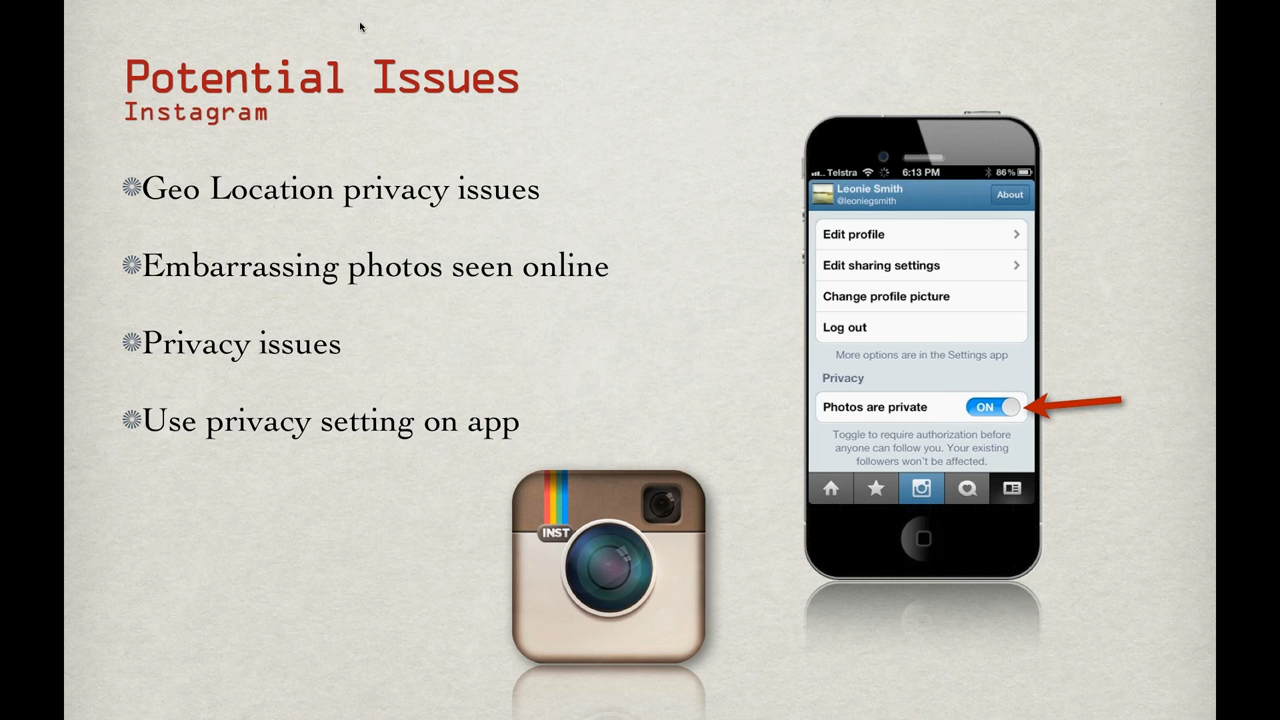 Potential Issues
Instagram
Geo Location privacy issues
Embarrassing photos seen online
Privacy issues
Use privacy setting on app
INST
Telstra 6:13 PM 86%
Leonie Smith
@leoniegsmith
About
Edit profile
Edit sharing settings
Change profile picture
Log out
More options are in the Settings app
Privacy
Photos are private ON
Toggle to require authorization before
anyone can follow you. Your existing
followers won't be affected.